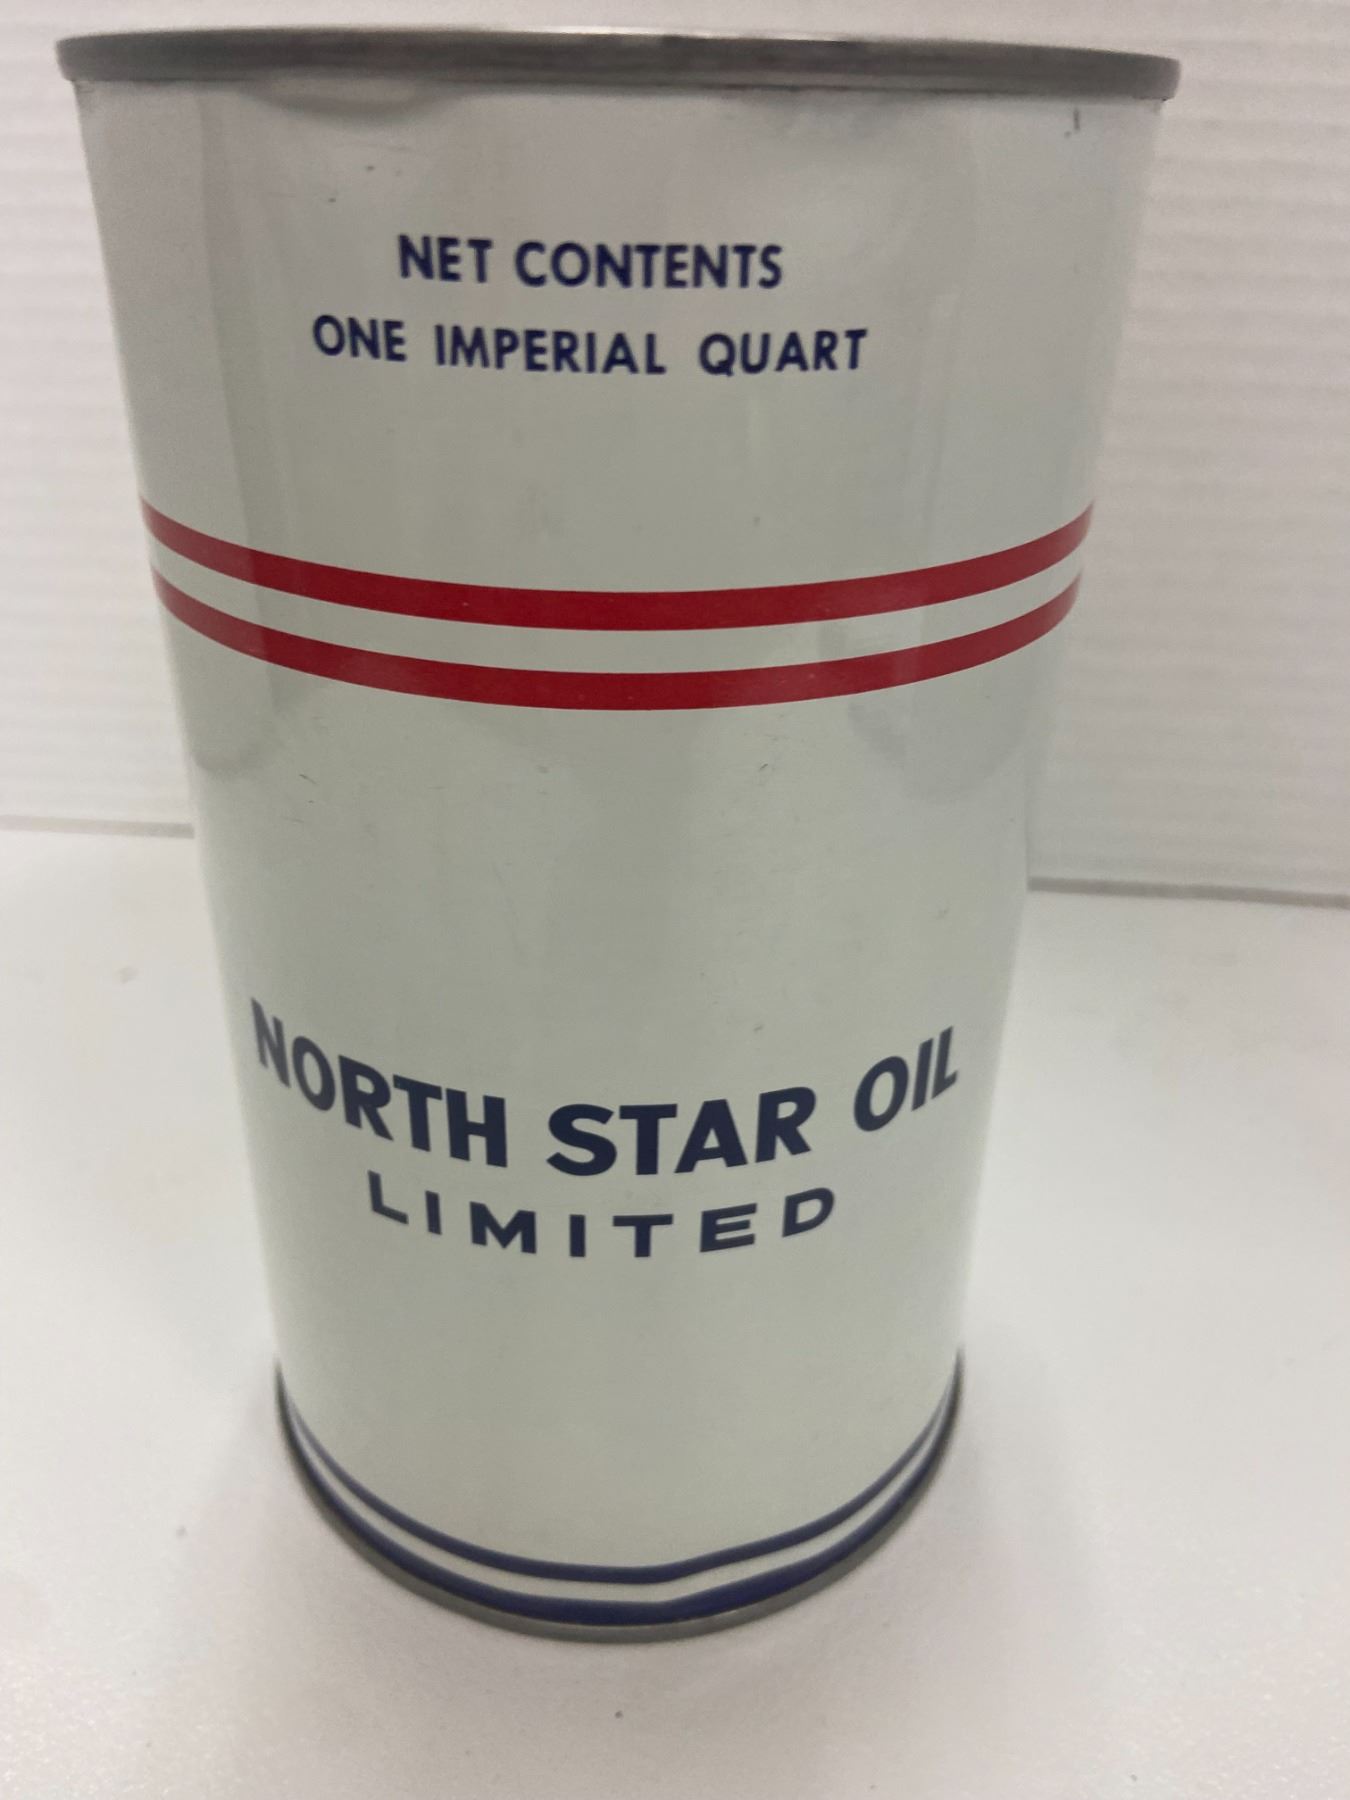 NET CONTENTS
ONE IMPERIAL QUART
NORTH STAR OIL
LIMITED